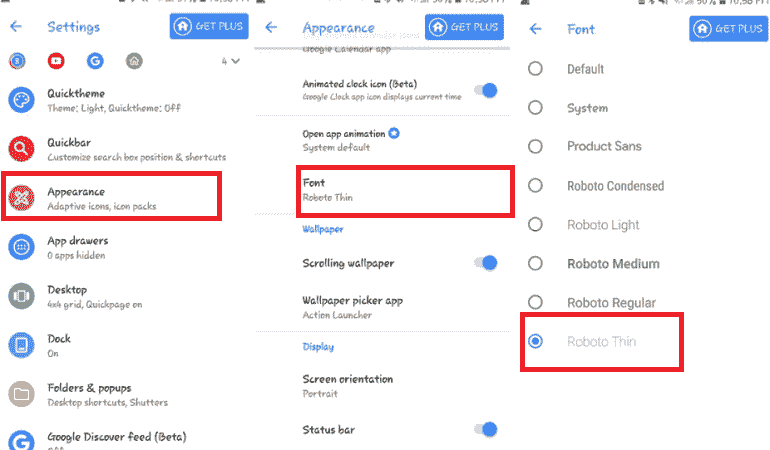 Settings
GET PLUS
4
Quicktheme
Theme: Light, Quicktheme: Off
Quickbar
Customize search box position & shortcuts
Appearance
Adaptive icons, icon packs
App drawers
0 apps hidden
Desktop
4x4 grid, Quickpage on
Dock
On
Folders & popups
Desktop shortcuts, Shutters
Google Discover feed (Beta)
Appearance
GET PLUS
Google Calendar app
Animated clock icon (Beta)
Google Clock app icon displays current time
Open app animation
System default
Font
Roboto Thin
Wallpaper
Scrolling wallpaper
Wallpaper picker app
Action Launcher
Display
Screen orientation
Portrait
Status bar
Font
GET PLUS
Default
System
Product Sans
Roboto Condensed
Roboto Light
Roboto Medium
Roboto Regular
Roboto Thin